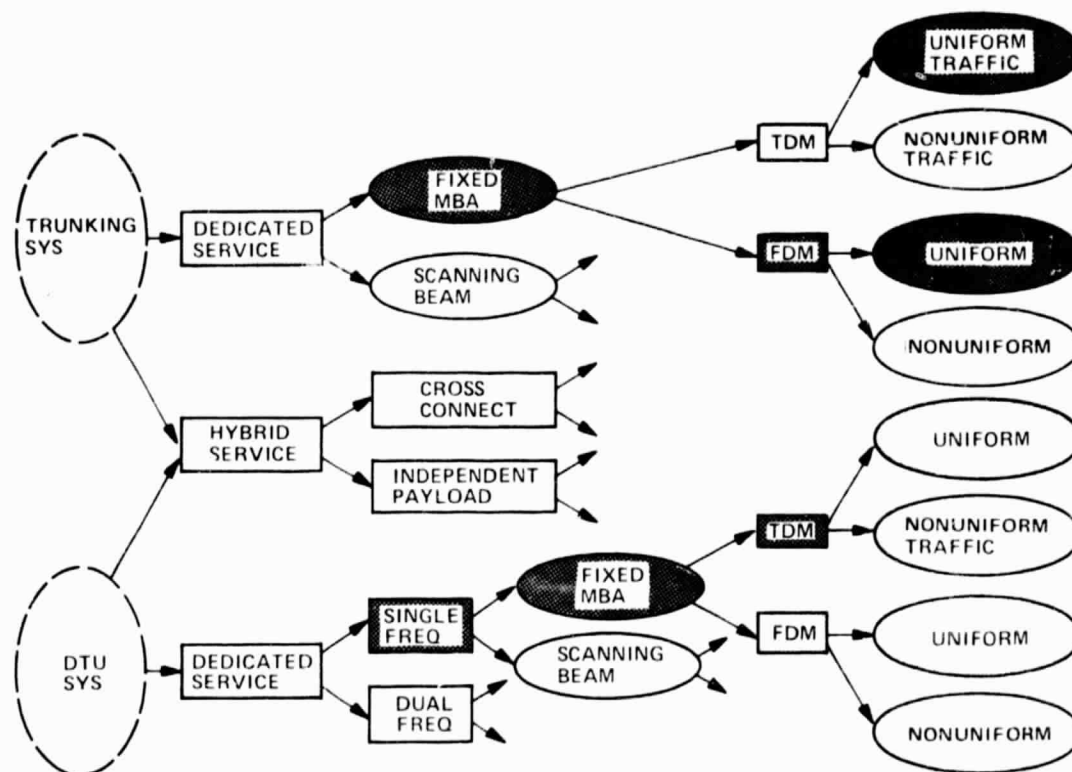 UNIFORM
TRAFFIC
TDM
NONUNIFORM
TRAFFIC
FIXED
MBA
TRUNKING
SYS
DEDICATED
SERVICE
FDM
UNIFORM
SCANNING
BEAM
NONUNIFORM
CROSS
CONNECT
HYBRID
SERVICE
UNIFORM
INDEPENDENT
PAYLOAD
TDM
NONUNIFORM
TRAFFIC
FIXED
MBA
SINGLE
FREQ
FDM
UNIFORM
DTU
SYS
DEDICATED
SERVICE
SCANNING
BEAM
DUAL
FREQ
NONUNIFORM